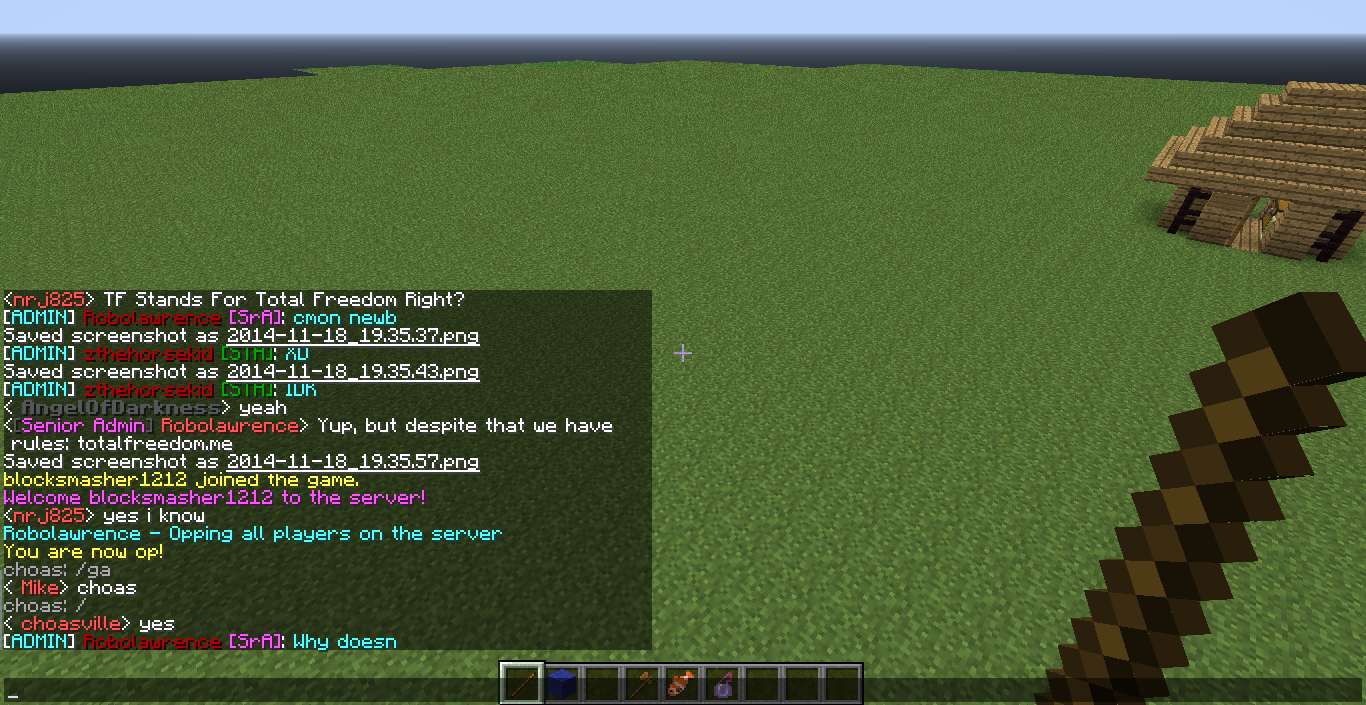 <nrj825> TF Stands For Total Freedom Right?
[ADMIN] Robolawrence [SrA]: cmon newb
Saved screenshot as 2014-11-18_19.35.37.png
[ADMIN] zthehorsekid [STA]: XD
Saved screenshot as 2014-11-18_19.35.43.png
[ADMIN] zthehorsekid [STA]: IDK
< AngelOfDarkness> yeah
<[Senior Admin] Robolawrence> Yup, but despite that we have
rules: totalfreedom.me
Saved screenshot as 2014-11-18_19.35.57.png
blocksmasher1212 joined the game.
Welcome blocksmasher1212 to the server!
<nrj825> yes i know
Robolawrence - Opping all players on the server
You are now op!
choas: /ga
< Mike> choas
choas: /
< choasville> yes
[ADMIN] Robolawrence [SrA]: Why doesn
_